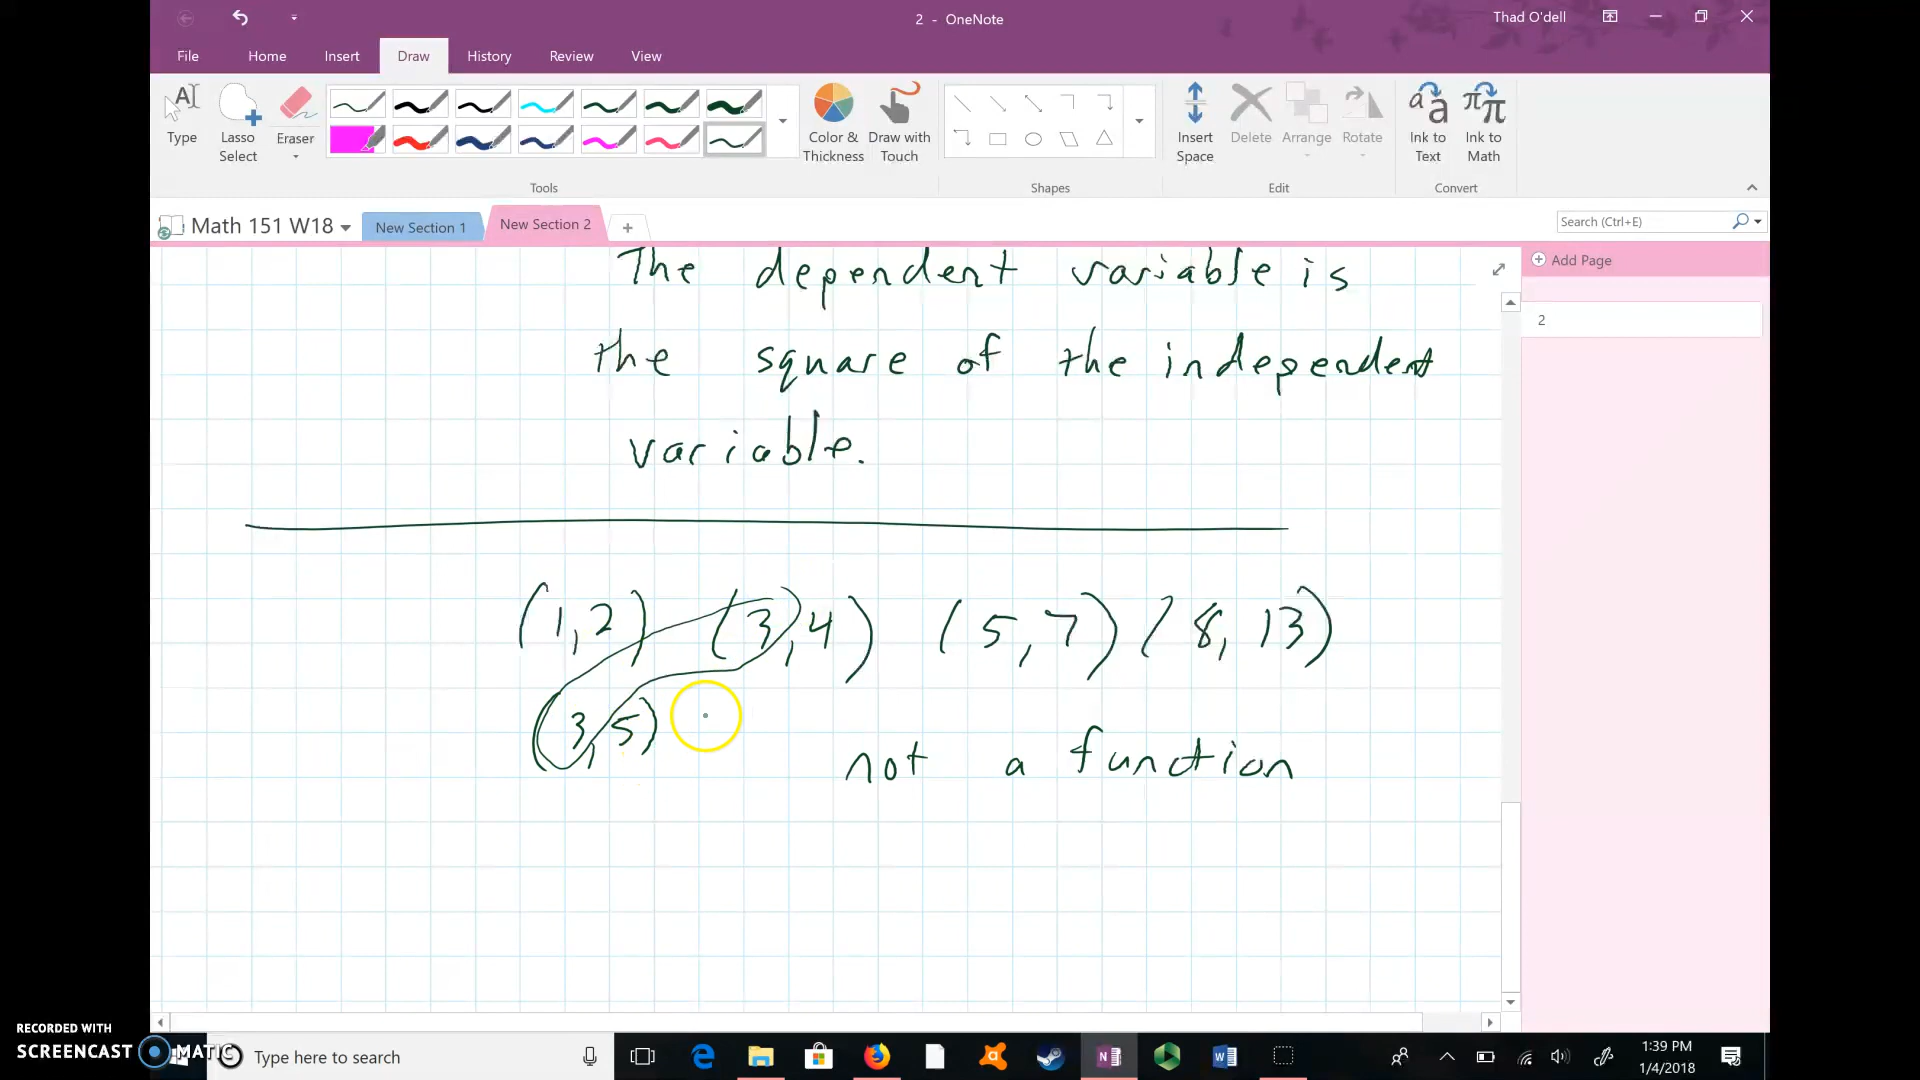 2 - OneNote
Thad O'dell
File Home Insert Draw History Review View
Type
Lasso Select
Eraser
Color & Thickness
Draw with Touch
Insert Space
Delete
Arrange
Rotate
Ink to Text
Ink to Math
Tools Shapes Edit Convert
Math 151 W18 New Section 1 New Section 2 +
Search (Ctrl+E)
Add Page
2
The dependent variable is
the square of the independent
variable.
(1,2) (3,4) (5,7) (8,13)
(3,5)
not a function
RECORDED WITH
SCREENCAST MATIC
Type here to search
1:39 PM
1/4/2018